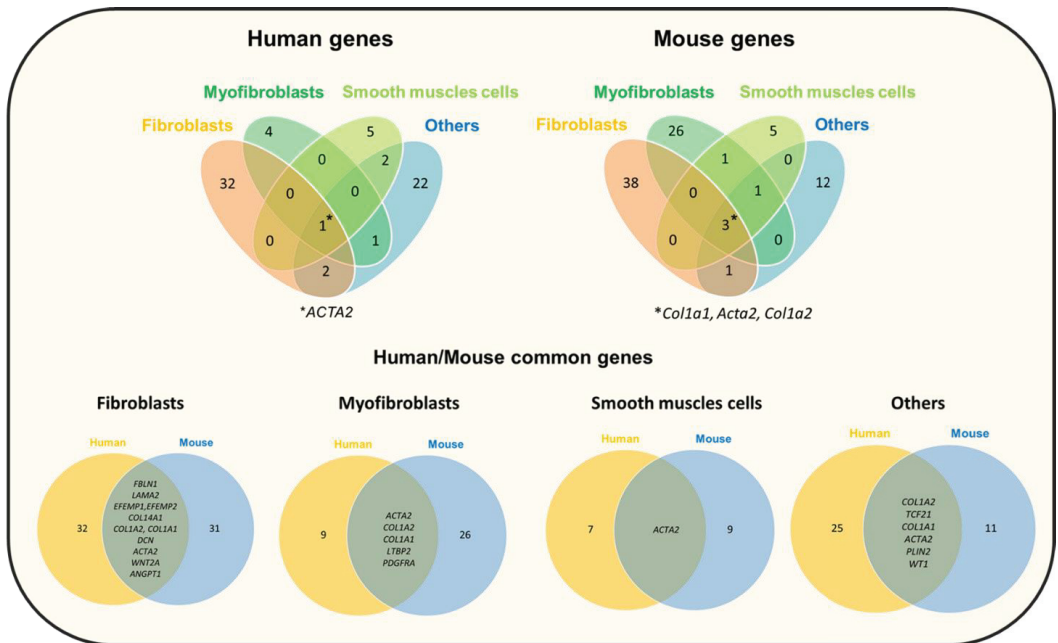 Human genes
Mouse genes
Myofibroblasts
Smooth muscles cells
Fibroblasts
Others
4
5
32
0
2
22
0
0
1*
0
1
2
*ACTA2
Myofibroblasts
Smooth muscles cells
Fibroblasts
Others
26
5
38
1
0
12
0
1
3*
0
0
1
*Col1a1, Acta2, Col1a2
Human/Mouse common genes
Fibroblasts
Human
Mouse
32
FBLN1
LAMA2
EFEMP1,EFEMP2
COL14A1
COL1A2, COL1A1
DCN
ACTA2
WNT2A
ANGPT1
31
Myofibroblasts
Human
Mouse
9
ACTA2
COL1A2
COL1A1
LTBP2
PDGFRA
26
Smooth muscles cells
Human
Mouse
7
ACTA2
9
Others
Human
Mouse
25
COL1A2
TCF21
COL1A1
ACTA2
PLIN2
WT1
11